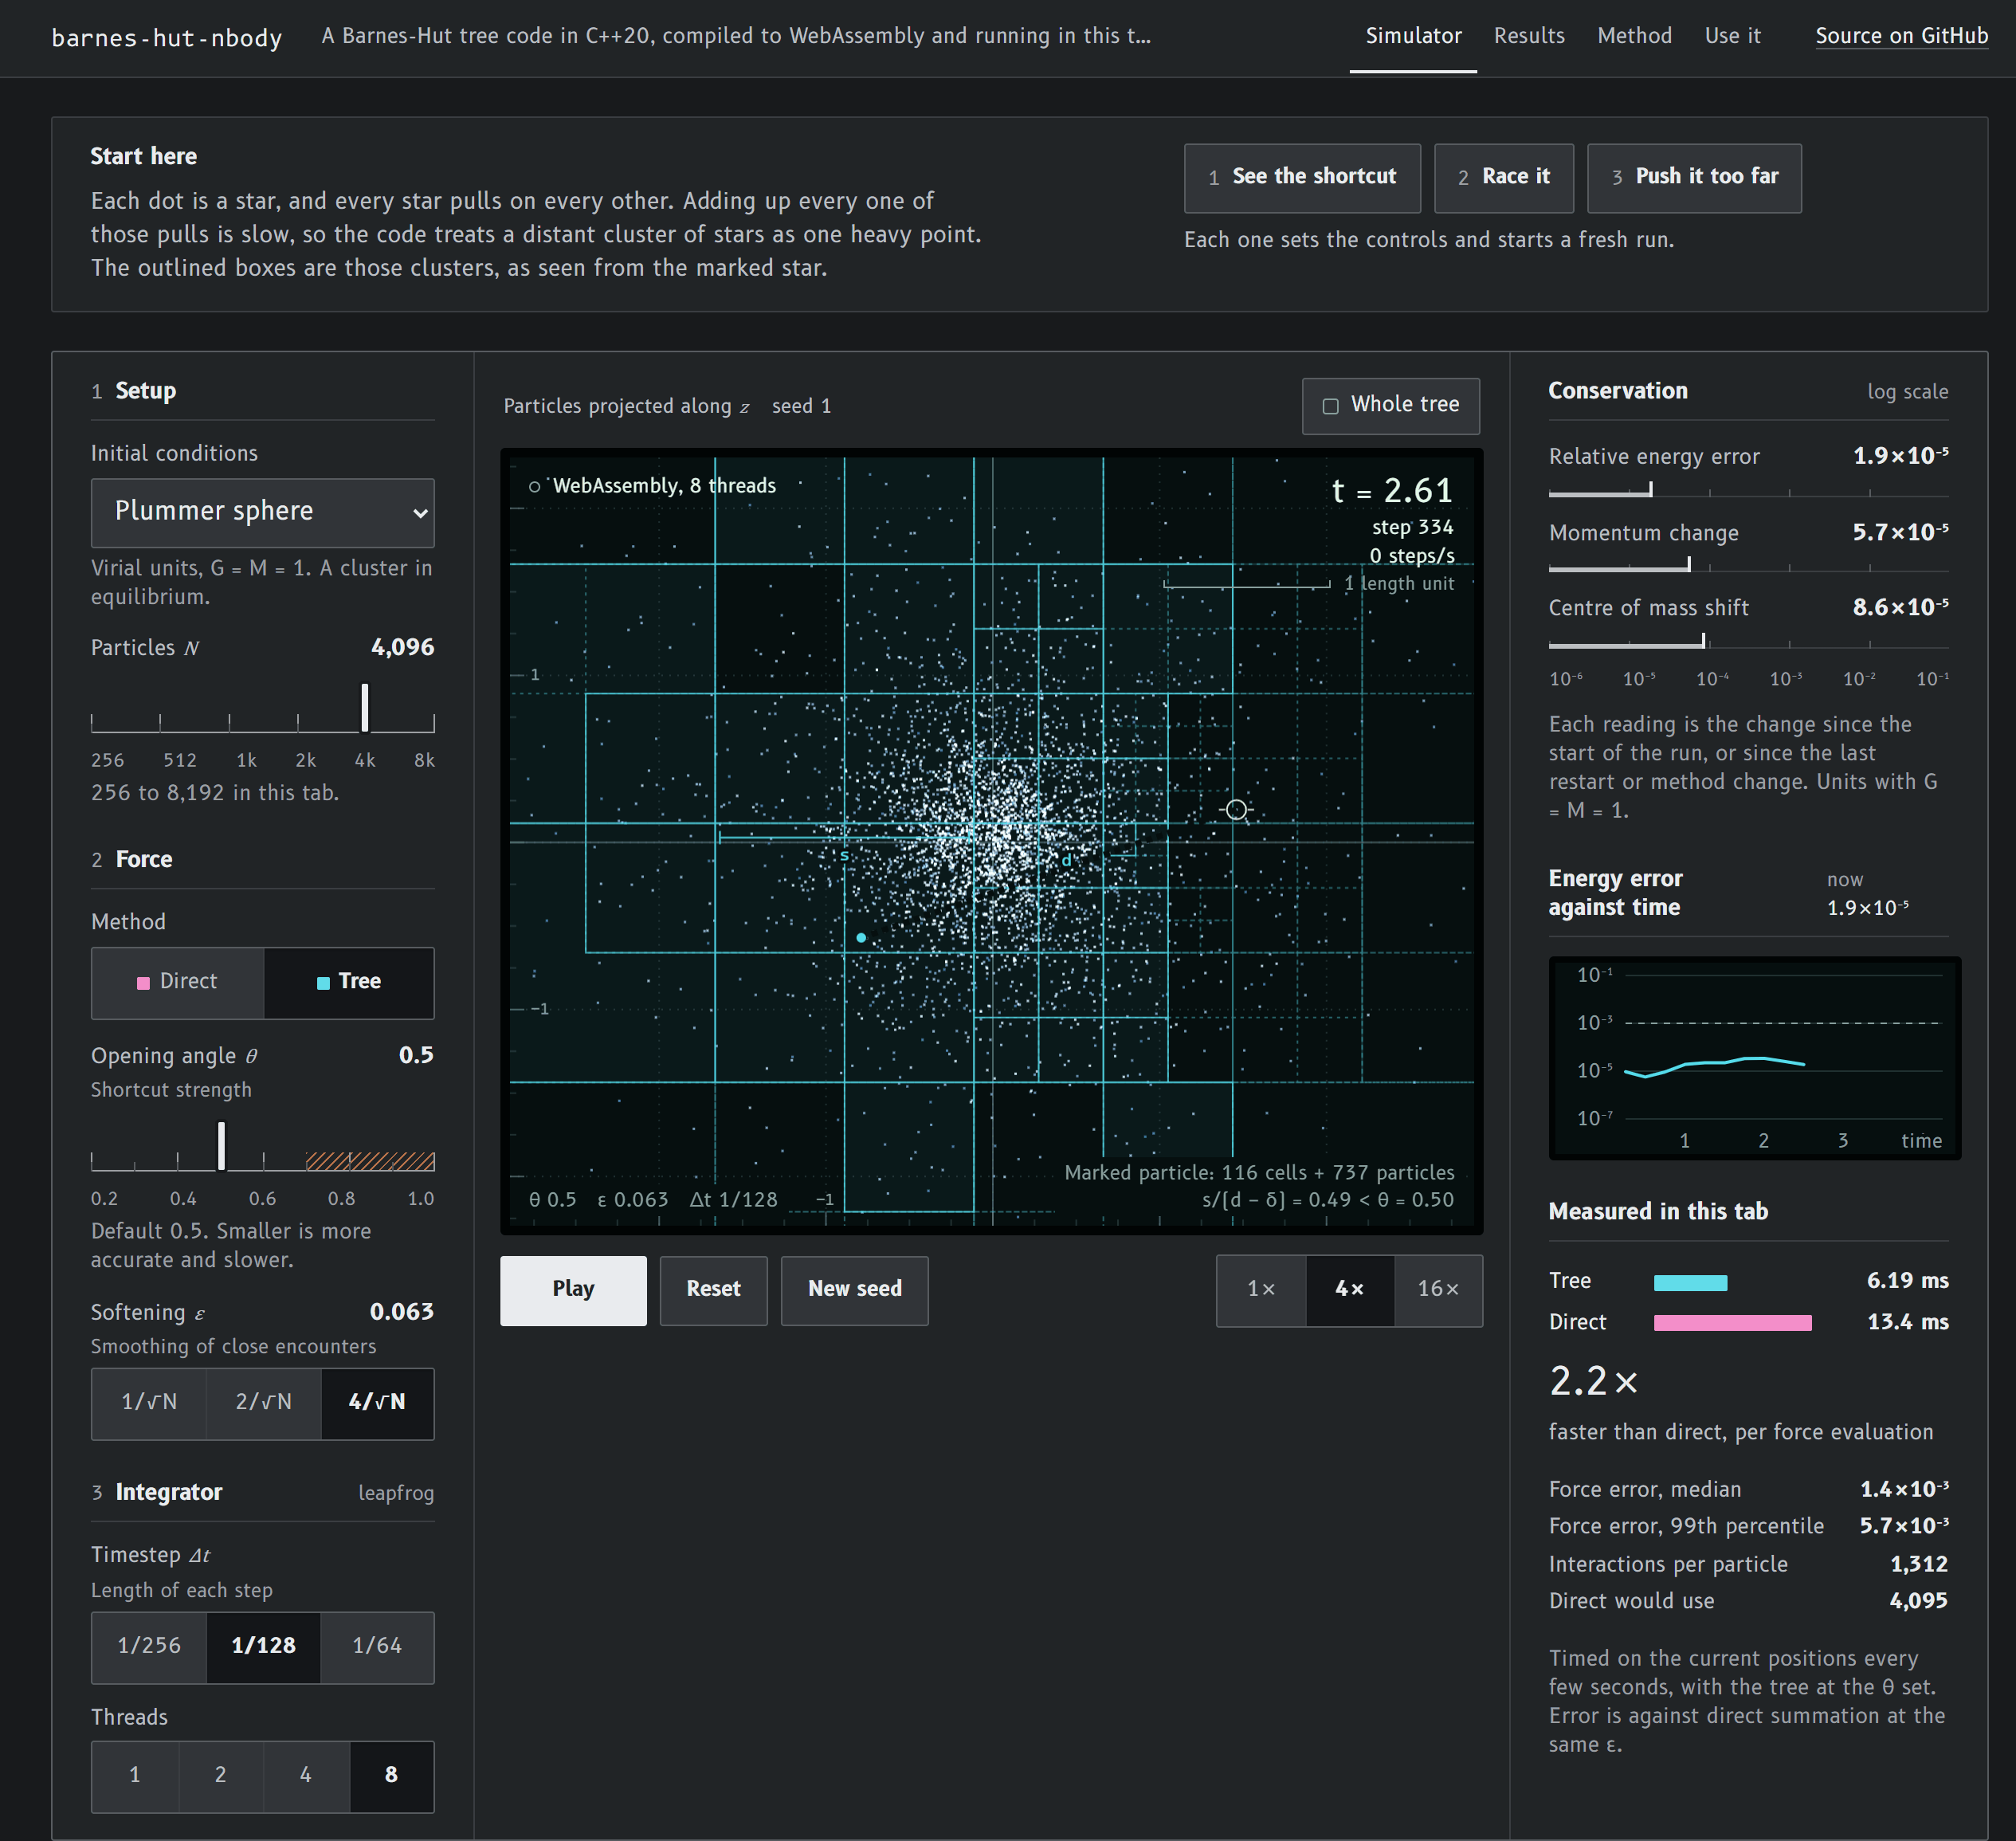 barnes-hut-nbody
A Barnes-Hut tree code in C++20, compiled to WebAssembly and running in this t…
Simulator
Results
Method
Use it
Source on GitHub
Start here
Each dot is a star, and every star pulls on every other. Adding up every one of
those pulls is slow, so the code treats a distant cluster of stars as one heavy point.
The outlined boxes are those clusters, as seen from the marked star.
1 See the shortcut
2 Race it
3 Push it too far
Each one sets the controls and starts a fresh run.
1 Setup
Initial conditions
Plummer sphere
Virial units, G = M = 1. A cluster in
equilibrium.
Particles N 4,096
256 512 1k 2k 4k 8k
256 to 8,192 in this tab.
2 Force
Method
Direct
Tree
Opening angle θ 0.5
Shortcut strength
0.2 0.4 0.6 0.8 1.0
Default 0.5. Smaller is more
accurate and slower.
Softening ε 0.063
Smoothing of close encounters
1/√N 2/√N 4/√N
3 Integrator leapfrog
Timestep Δt
Length of each step
1/256 1/128 1/64
Threads
1 2 4 8
Particles projected along z seed 1
Whole tree
WebAssembly, 8 threads
t = 2.61
step 334
0 steps/s
1 length unit
1
s
d
−1
Marked particle: 116 cells + 737 particles
θ 0.5 ε 0.063 Δt 1/128 −1
s/(d − δ) = 0.49 < θ = 0.50
Play
Reset
New seed
1× 4× 16×
Conservation log scale
Relative energy error 1.9×10⁻⁵
Momentum change 5.7×10⁻⁵
Centre of mass shift 8.6×10⁻⁵
10⁻⁶ 10⁻⁵ 10⁻⁴ 10⁻³ 10⁻² 10⁻¹
Each reading is the change since the
start of the run, or since the last
restart or method change. Units with G
= M = 1.
Energy error
against time
now
1.9×10⁻⁵
10⁻¹
10⁻³
10⁻⁵
10⁻⁷
1 2 3 time
Measured in this tab
Tree 6.19 ms
Direct 13.4 ms
2.2×
faster than direct, per force evaluation
Force error, median 1.4×10⁻³
Force error, 99th percentile 5.7×10⁻³
Interactions per particle 1,312
Direct would use 4,095
Timed on the current positions every
few seconds, with the tree at the θ set.
Error is against direct summation at the
same ε.